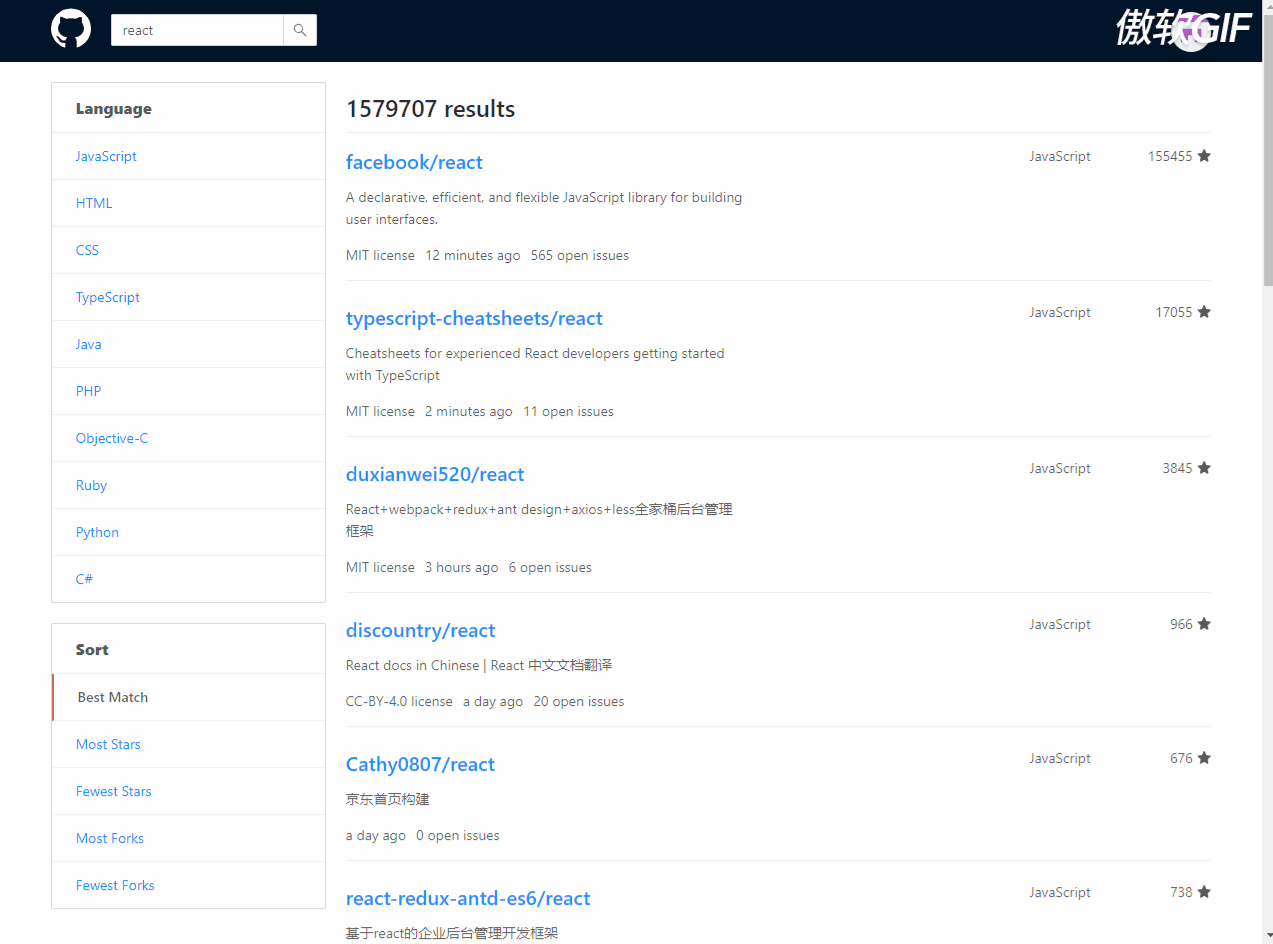 react
傲软GIF
Language
JavaScript
HTML
CSS
TypeScript
Java
PHP
Objective-C
Ruby
Python
C#
Sort
Best Match
Most Stars
Fewest Stars
Most Forks
Fewest Forks
1579707 results
facebook/react
JavaScript 155455
A declarative, efficient, and flexible JavaScript library for building
user interfaces.
MIT license 12 minutes ago 565 open issues
typescript-cheatsheets/react
JavaScript 17055
Cheatsheets for experienced React developers getting started
with TypeScript
MIT license 2 minutes ago 11 open issues
duxianwei520/react
JavaScript 3845
React+webpack+redux+ant design+axios+less全家桶后台管理
框架
MIT license 3 hours ago 6 open issues
discountry/react
JavaScript 966
React docs in Chinese | React 中文文档翻译
CC-BY-4.0 license a day ago 20 open issues
Cathy0807/react
JavaScript 676
京东首页构建
a day ago 0 open issues
react-redux-antd-es6/react
JavaScript 738
基于react的企业后台管理开发框架